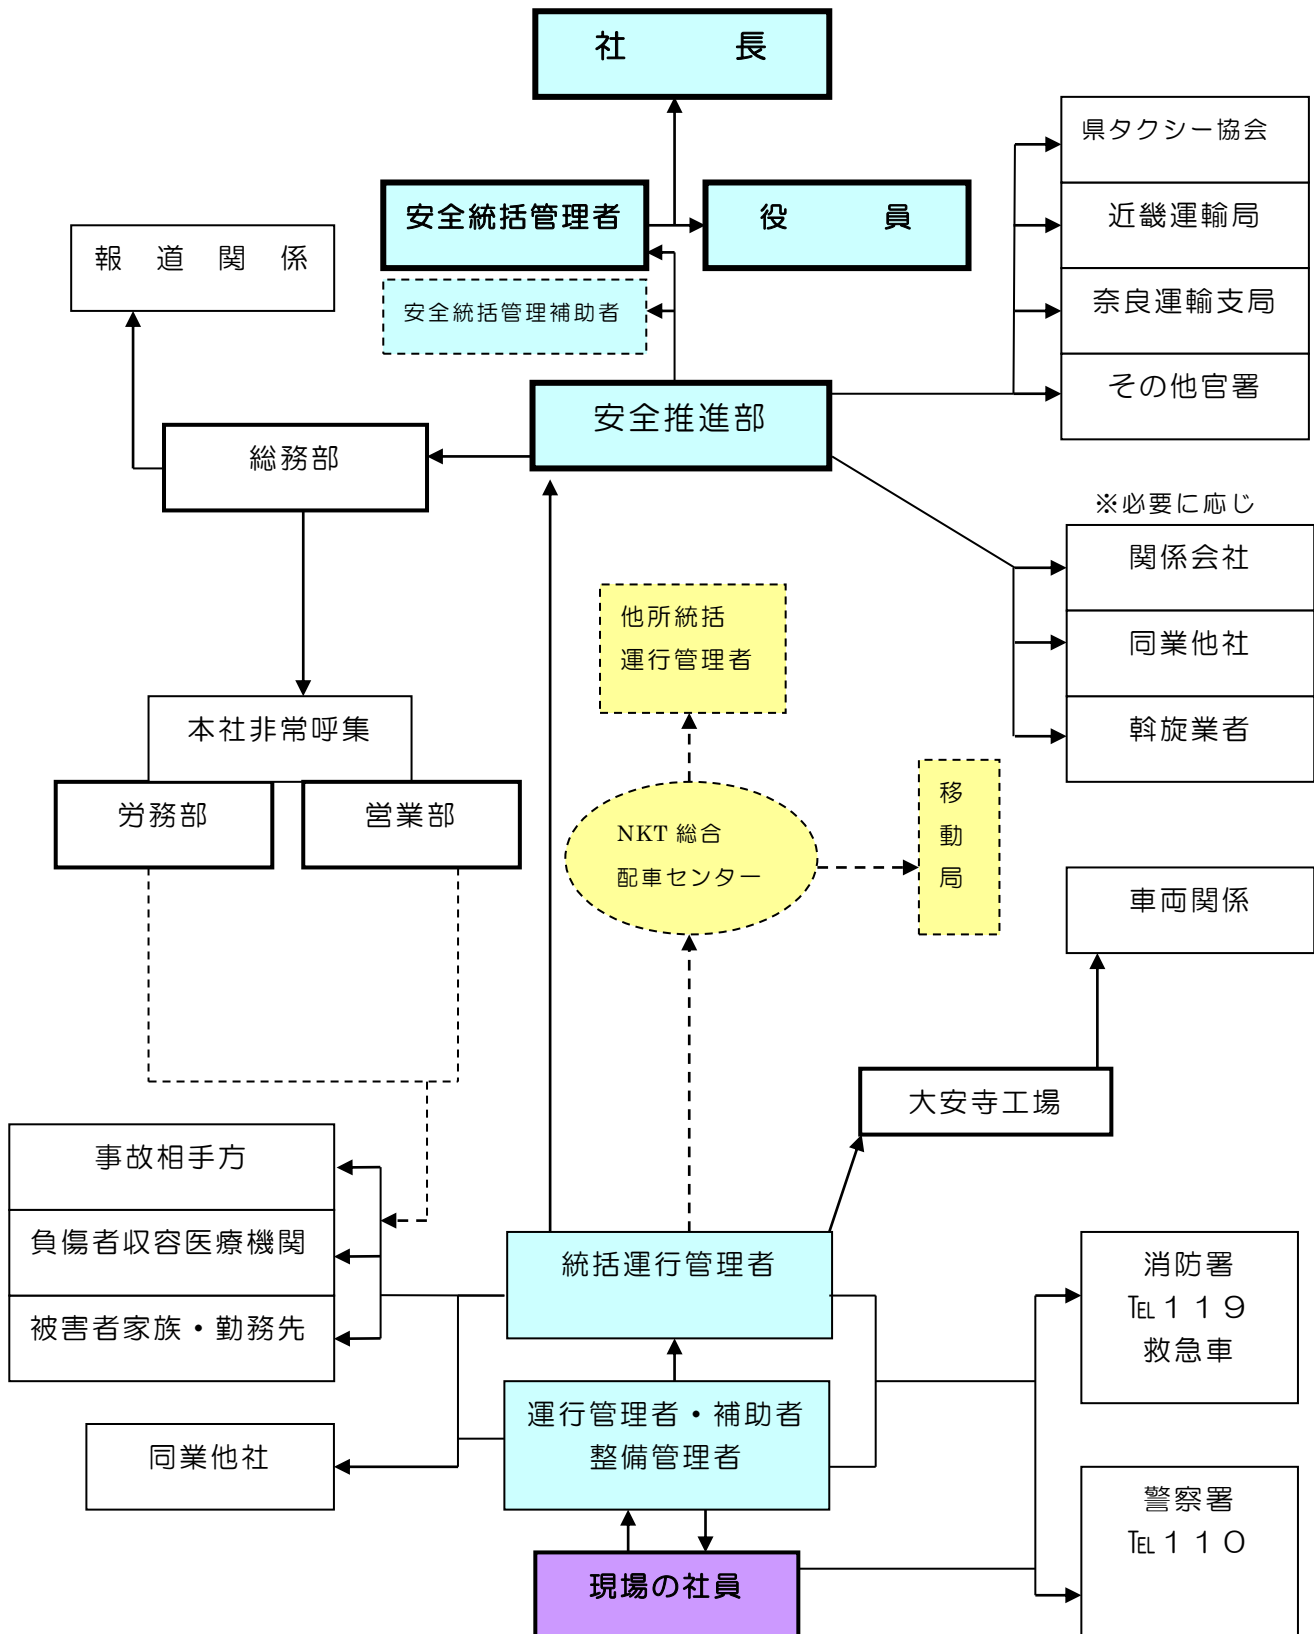 社　　　長
県タクシー協会
安全統括管理者
役　　　員
近畿運輸局
報　道　関　係
安全統括管理補助者
奈良運輸支局
その他官署
安全推進部
総務部
※必要に応じ
関係会社
他所統括
運行管理者
同業他社
本社非常呼集
斡旋業者
労務部
営業部
NKT 総合
配車センター
移
動
局
車両関係
大安寺工場
事故相手方
負傷者収容医療機関
統括運行管理者
消防署
℡１１９
救急車
被害者家族・勤務先
運行管理者・補助者
整備管理者
同業他社
警察署
℡１１０
現場の社員